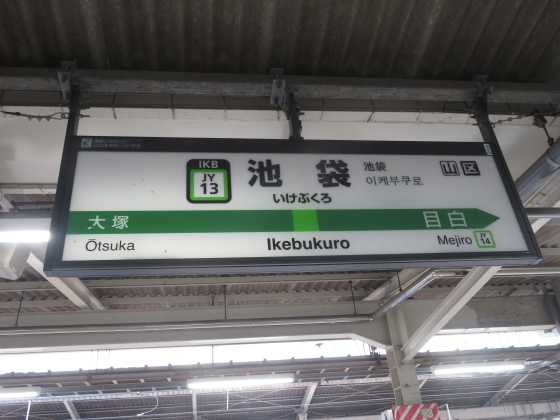 IKB
JY
13
池袋
いけぶくろ
池袋
이케부쿠로
山区
大塚
目白
Ōtsuka
Ikebukuro
Mejiro
JY
14